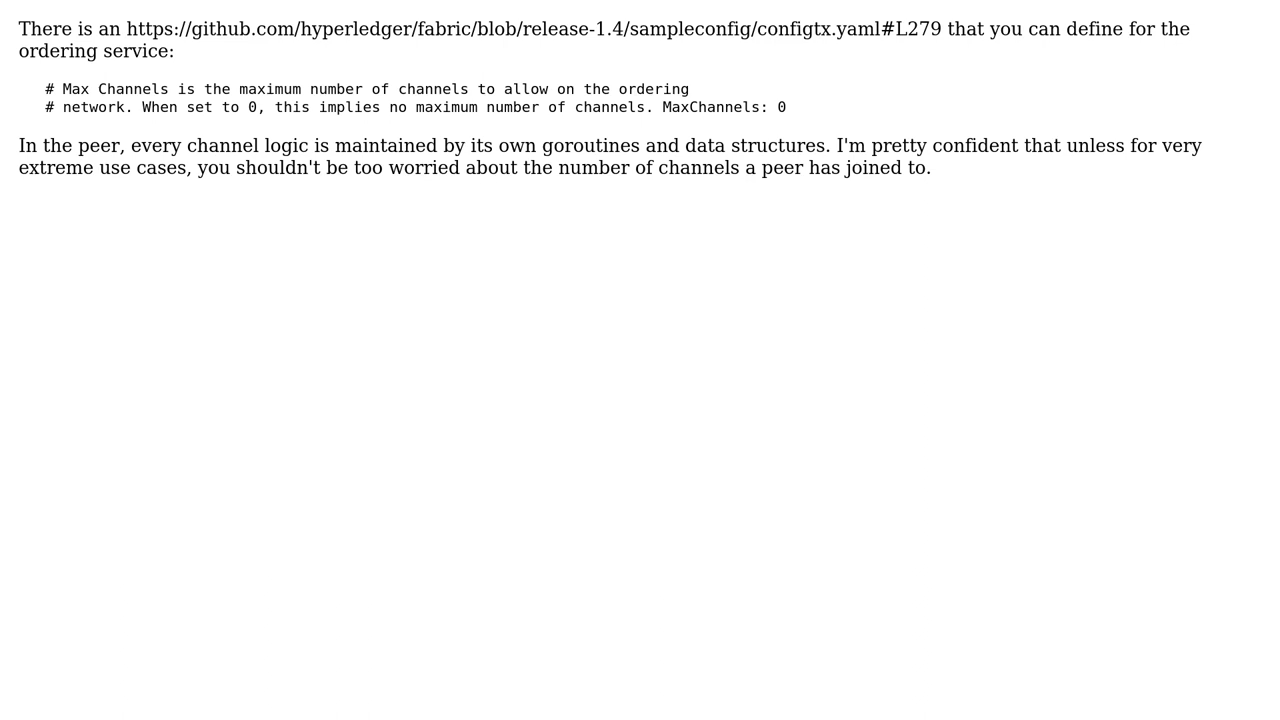 There is an https://github.com/hyperledger/fabric/blob/release-1.4/sampleconfig/configtx.yaml#L279 that you can define for the
ordering service:
# Max Channels is the maximum number of channels to allow on the ordering
# network. When set to 0, this implies no maximum number of channels. MaxChannels: 0
In the peer, every channel logic is maintained by its own goroutines and data structures. I'm pretty confident that unless for very
extreme use cases, you shouldn't be too worried about the number of channels a peer has joined to.